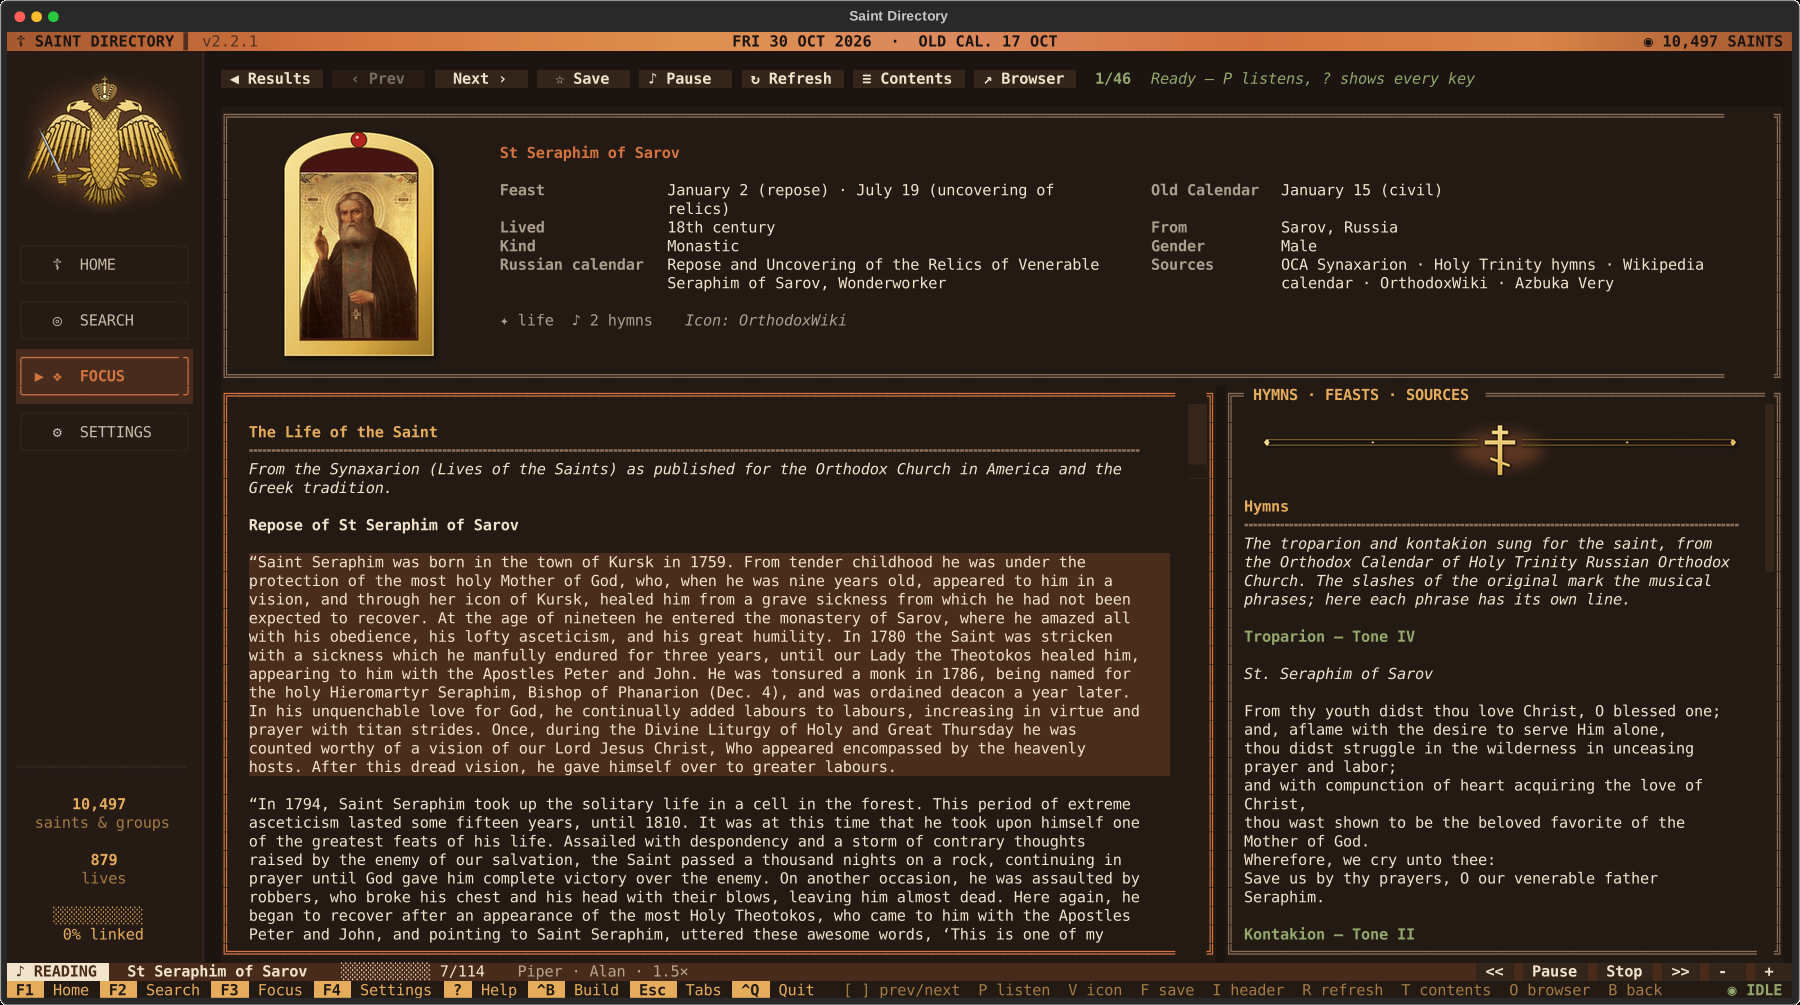 Saint Directory
☦ SAINT DIRECTORY v2.2.1 FRI 30 OCT 2026 · OLD CAL. 17 OCT ◉ 10,497 SAINTS
◀ Results ‹ Prev Next › ☆ Save ♪ Pause ↻ Refresh ≡ Contents ↗ Browser 1/46 Ready — P listens, ? shows every key
☦ HOME
◎ SEARCH
▶ ❖ FOCUS
⚙ SETTINGS
10,497
saints & groups
879
lives
0% linked
St Seraphim of Sarov
Feast January 2 (repose) · July 19 (uncovering of
relics)
Lived 18th century
Kind Monastic
Russian calendar Repose and Uncovering of the Relics of Venerable
Seraphim of Sarov, Wonderworker
Old Calendar January 15 (civil)
From Sarov, Russia
Gender Male
Sources OCA Synaxarion · Holy Trinity hymns · Wikipedia
calendar · OrthodoxWiki · Azbuka Very
✦ life ♪ 2 hymns Icon: OrthodoxWiki
The Life of the Saint
From the Synaxarion (Lives of the Saints) as published for the Orthodox Church in America and the
Greek tradition.
Repose of St Seraphim of Sarov
“Saint Seraphim was born in the town of Kursk in 1759. From tender childhood he was under the
protection of the most holy Mother of God, who, when he was nine years old, appeared to him in a
vision, and through her icon of Kursk, healed him from a grave sickness from which he had not been
expected to recover. At the age of nineteen he entered the monastery of Sarov, where he amazed all
with his obedience, his lofty asceticism, and his great humility. In 1780 the Saint was stricken
with a sickness which he manfully endured for three years, until our Lady the Theotokos healed him,
appearing to him with the Apostles Peter and John. He was tonsured a monk in 1786, being named for
the holy Hieromartyr Seraphim, Bishop of Phanarion (Dec. 4), and was ordained deacon a year later.
In his unquenchable love for God, he continually added labours to labours, increasing in virtue and
prayer with titan strides. Once, during the Divine Liturgy of Holy and Great Thursday he was
counted worthy of a vision of our Lord Jesus Christ, Who appeared encompassed by the heavenly
hosts. After this dread vision, he gave himself over to greater labours.
“In 1794, Saint Seraphim took up the solitary life in a cell in the forest. This period of extreme
asceticism lasted some fifteen years, until 1810. It was at this time that he took upon himself one
of the greatest feats of his life. Assailed with despondency and a storm of contrary thoughts
raised by the enemy of our salvation, the Saint passed a thousand nights on a rock, continuing in
prayer until God gave him complete victory over the enemy. On another occasion, he was assaulted by
robbers, who broke his chest and his head with their blows, leaving him almost dead. Here again, he
began to recover after an appearance of the most Holy Theotokos, who came to him with the Apostles
Peter and John, and pointing to Saint Seraphim, uttered these awesome words, ‘This is one of my
HYMNS · FEASTS · SOURCES
Hymns
The troparion and kontakion sung for the saint, from
the Orthodox Calendar of Holy Trinity Russian Orthodox
Church. The slashes of the original mark the musical
phrases; here each phrase has its own line.
Troparion — Tone IV
St. Seraphim of Sarov
From thy youth didst thou love Christ, O blessed one;
and, aflame with the desire to serve Him alone,
thou didst struggle in the wilderness in unceasing
prayer and labor;
and with compunction of heart acquiring the love of
Christ,
thou wast shown to be the beloved favorite of the
Mother of God.
Wherefore, we cry unto thee:
Save us by thy prayers, O our venerable father
Seraphim.
Kontakion — Tone II
♪ READING St Seraphim of Sarov 7/114 Piper · Alan · 1.5× << Pause Stop >> - +
F1 Home F2 Search F3 Focus F4 Settings ? Help ^B Build Esc Tabs ^Q Quit [ ] prev/next P listen V icon F save I header R refresh T contents O browser B back ◉ IDLE